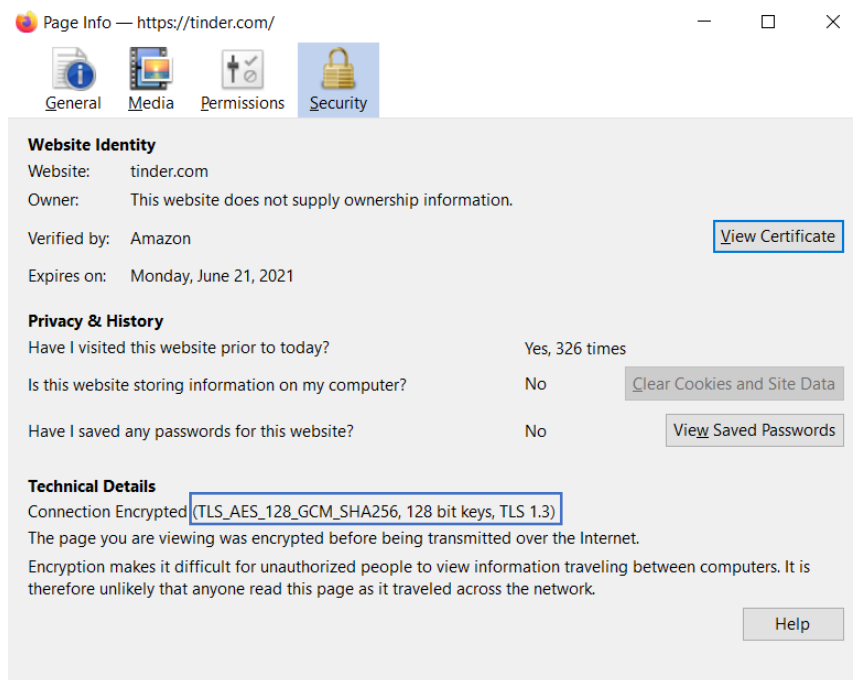 Page Info — https://tinder.com/
General Media Permissions Security
Website Identity
Website: tinder.com
Owner: This website does not supply ownership information.
Verified by: Amazon View Certificate
Expires on: Monday, June 21, 2021
Privacy & History
Have I visited this website prior to today? Yes, 326 times
Is this website storing information on my computer? No Clear Cookies and Site Data
Have I saved any passwords for this website? No View Saved Passwords
Technical Details
Connection Encrypted (TLS_AES_128_GCM_SHA256, 128 bit keys, TLS 1.3)
The page you are viewing was encrypted before being transmitted over the Internet.
Encryption makes it difficult for unauthorized people to view information traveling between computers. It is
therefore unlikely that anyone read this page as it traveled across the network.
Help